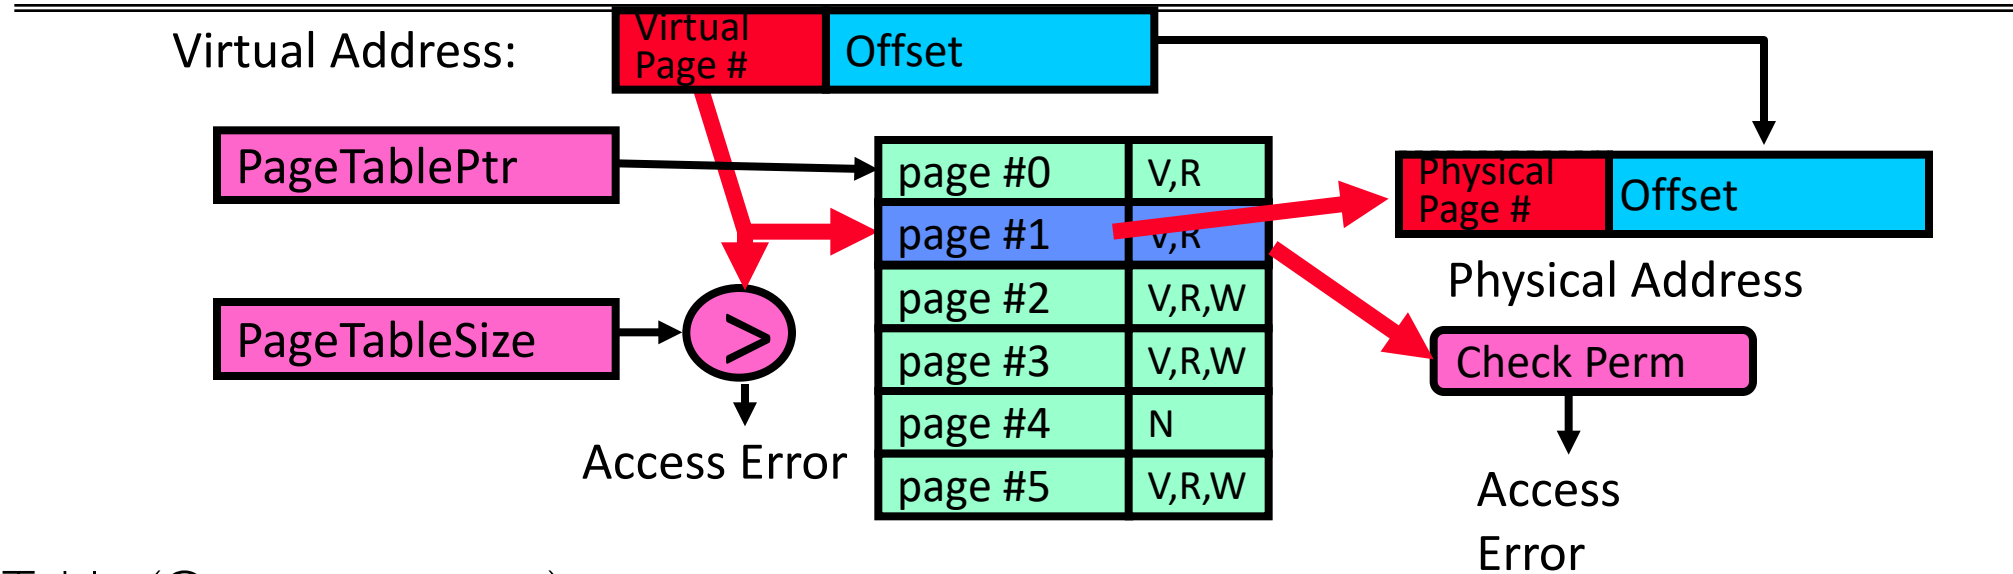 Virtual Address:
Virtual
Page #
Offset
PageTablePtr
page #0 V,R
page #1 V,R
page #2 V,R,W
page #3 V,R,W
page #4 N
page #5 V,R,W
Physical
Page #
Offset
Physical Address
PageTableSize
>
Access Error
Check Perm
Access
Error